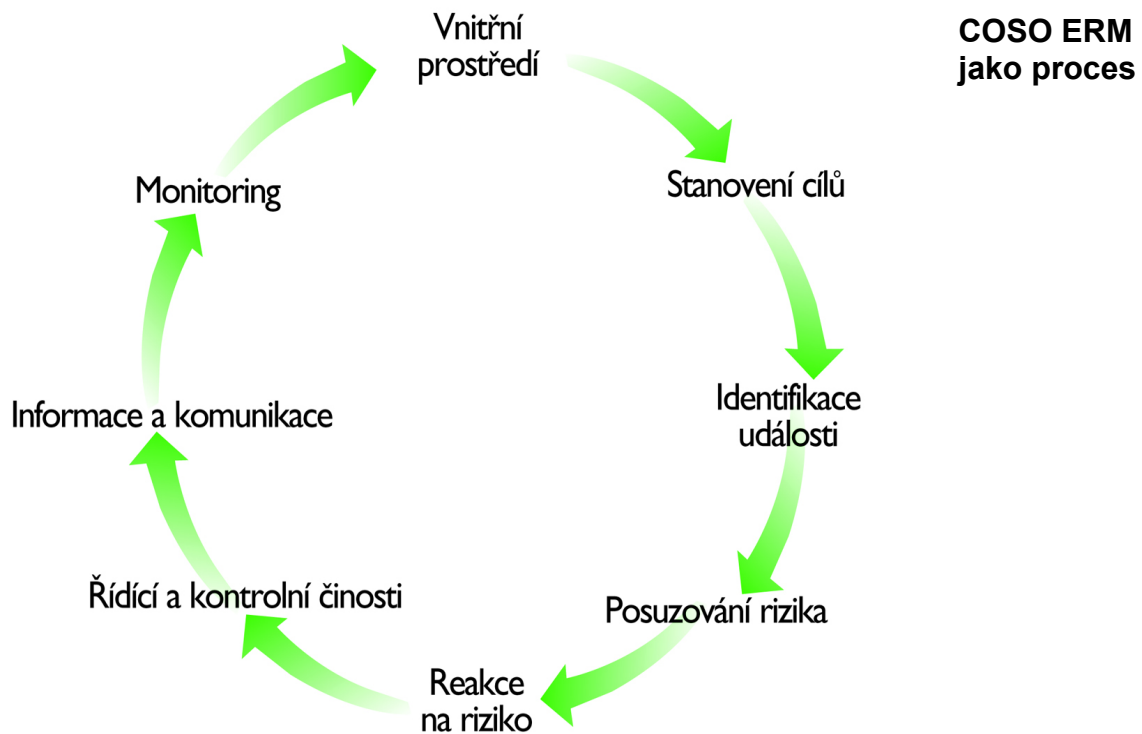 COSO ERM
jako proces
Vnitřní
prostředí
Stanovení cílů
Identifikace
události
Posuzování rizika
Reakce
na riziko
Řídící a kontrolní činosti
Informace a komunikace
Monitoring